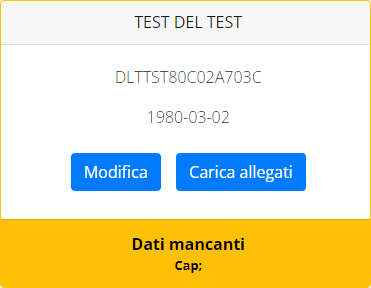 TEST DEL TEST
DLTTST80C02A703C
1980-03-02
Modifica Carica allegati
Dati mancanti
Cap;